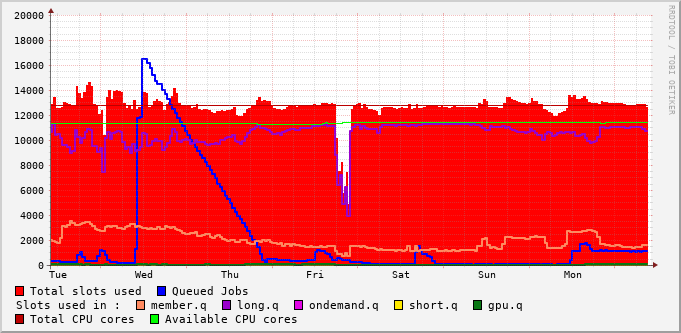 20000
18000
16000
14000
12000
10000
8000
6000
4000
2000
0
Tue Wed Thu Fri Sat Sun Mon
RRDTOOL / TOBI OETIKER
Total slots used Queued Jobs
Slots used in : member.q long.q ondemand.q short.q gpu.q
Total CPU cores Available CPU cores